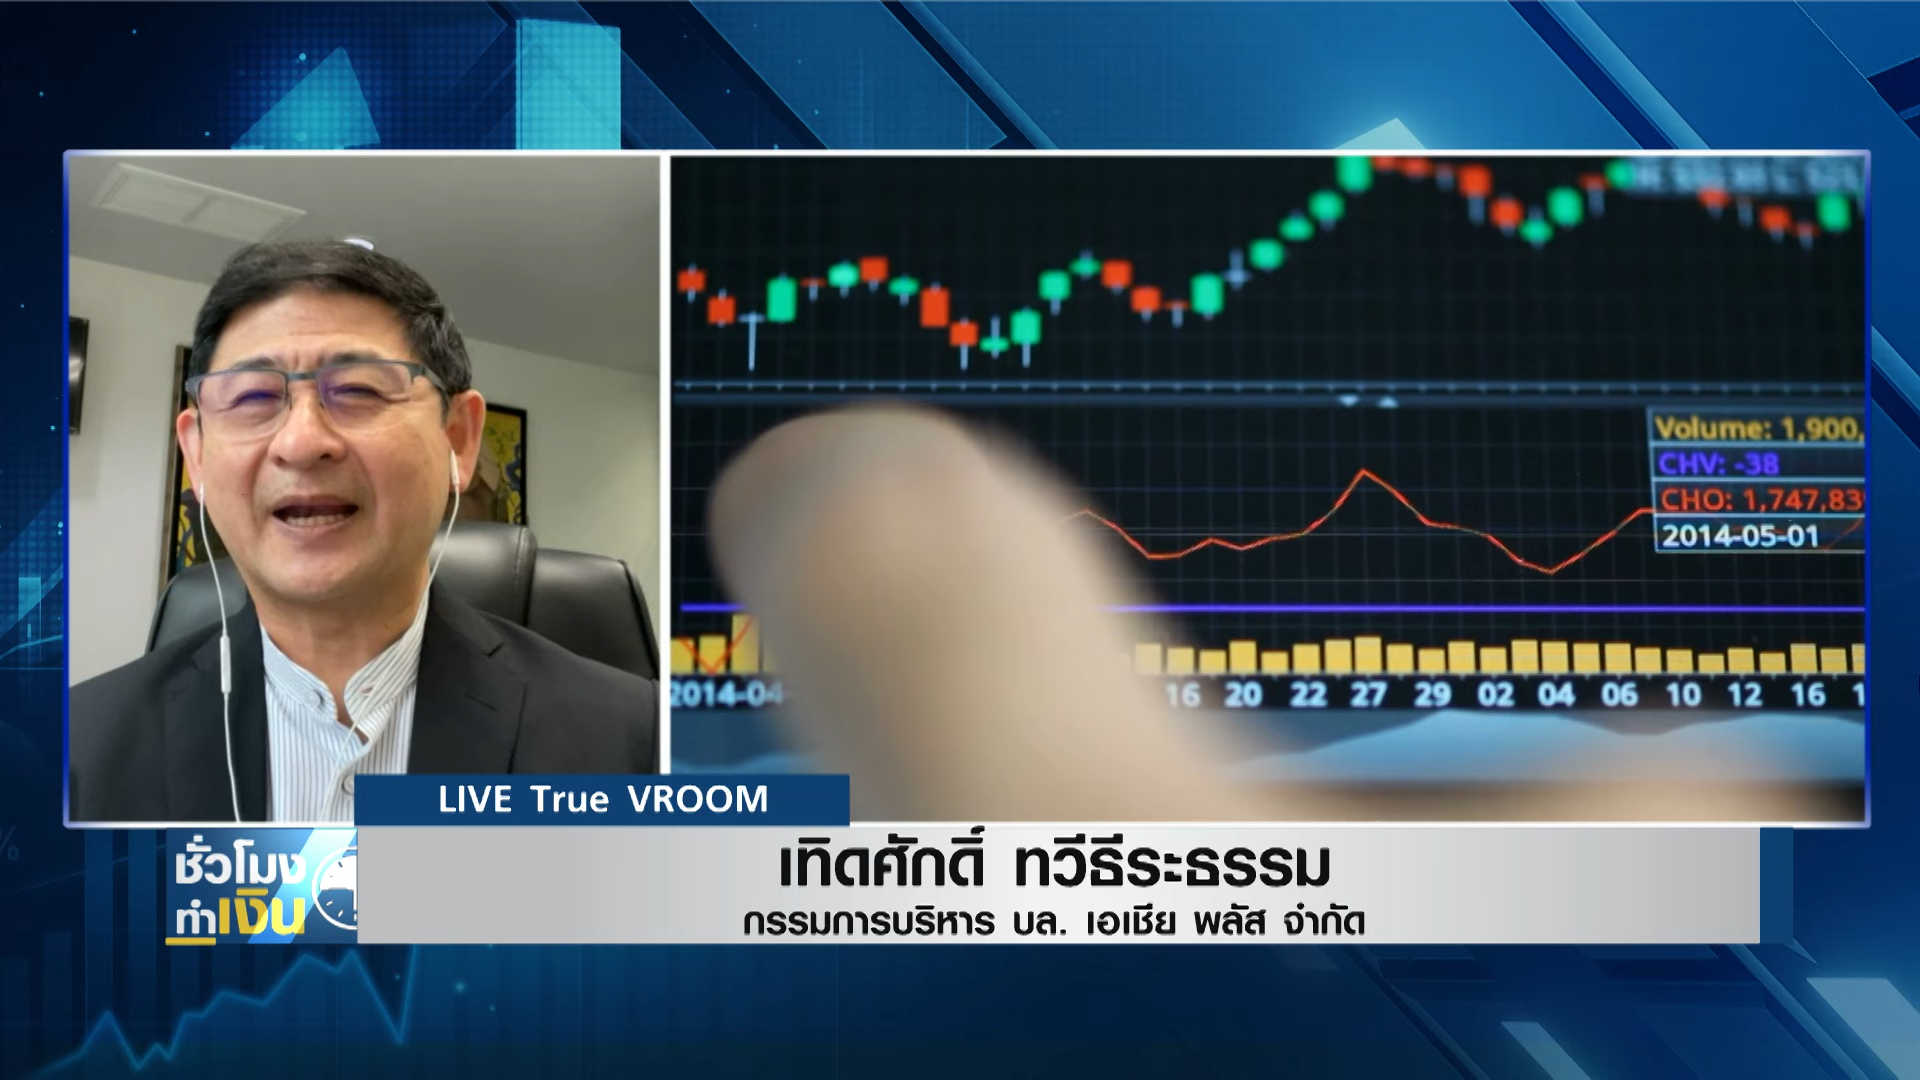 Volume: 1,900,
CHV: -38
CHO: 1,747,83
2014-05-01
2014-04-
16 20 22 27 29 02 04 06 10 12 16
LIVE True VROOM
ชั่วโมง
ทำเงิน
เทิดศักดิ์ ทวีธีระธรรม
กรรมการบริหาร บล. เอเซีย พลัส จำกัด